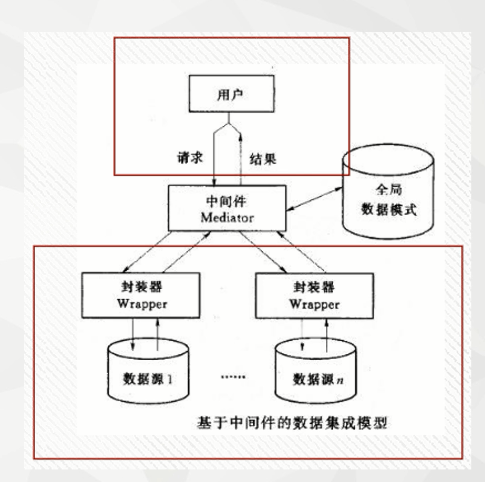 用户
请求
结果
中间件
Mediator
全局
数据模式
封装器
Wrapper
封装器
Wrapper
数据源 1
······
数据源 n
基于中间件的数据集成模型